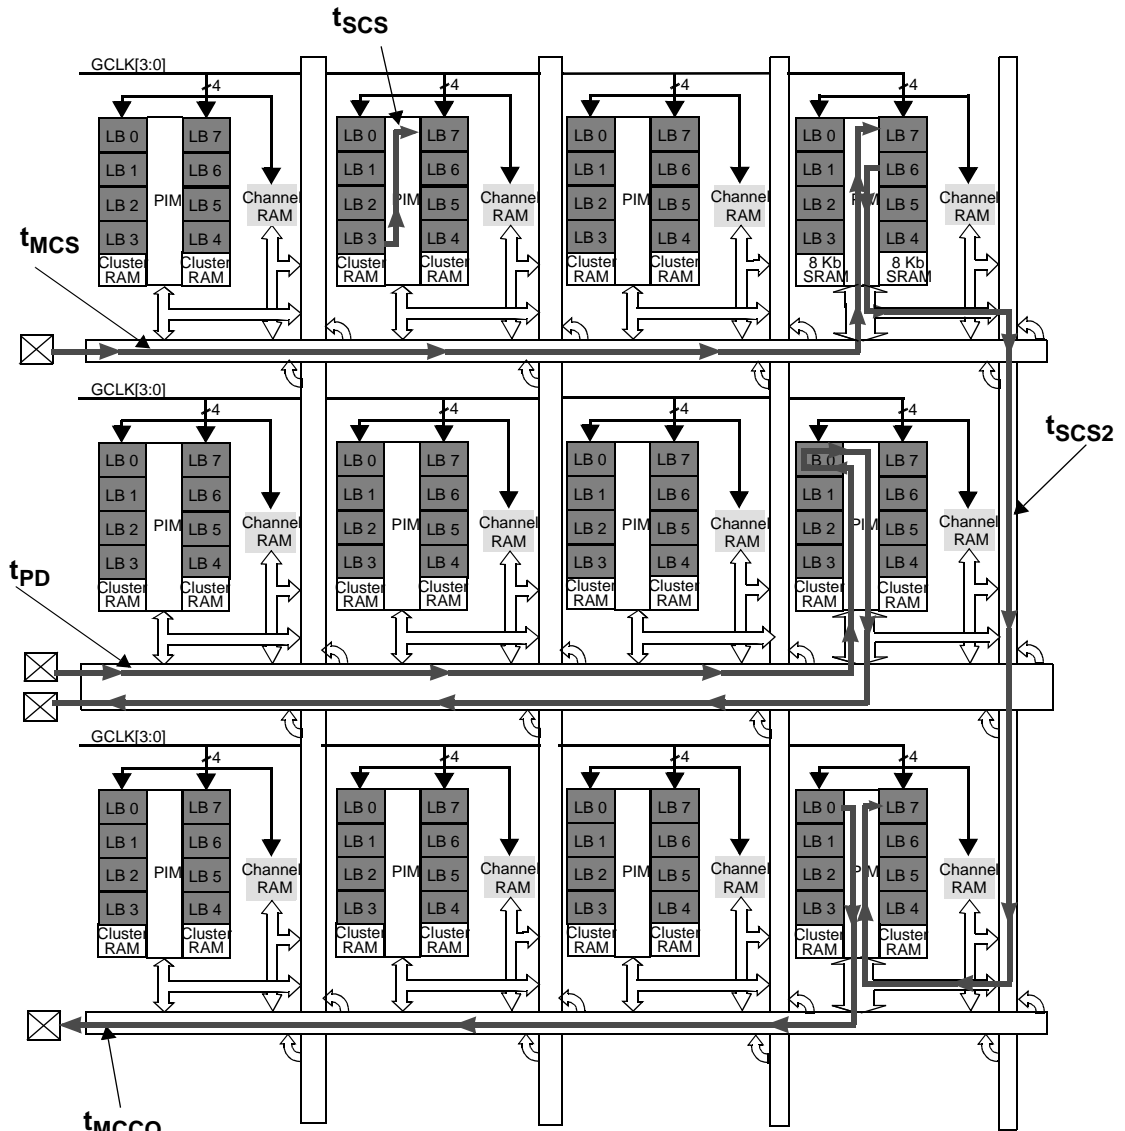 tSCS
GCLK[3:0]
4 4 4 4
LB 0 LB 7 LB 0 LB 7 LB 0 LB 7 LB 0 LB 7
LB 1 LB 6 LB 1 LB 6 LB 1 LB 6 LB 1 LB 6
PIM PIM PIM PIM
Channel RAM Channel RAM Channel RAM Channel RAM
LB 2 LB 5 LB 2 LB 5 LB 2 LB 5 LB 2 LB 5
LB 3 LB 4 LB 3 LB 4 LB 3 LB 4 LB 3 LB 4
Cluster RAM Cluster RAM Cluster RAM Cluster RAM Cluster RAM Cluster RAM 8 Kb SRAM 8 Kb SRAM
tMCS
GCLK[3:0]
4 4 4 4
tSCS2
LB 0 LB 7 LB 0 LB 7 LB 0 LB 7 LB 0 LB 7
LB 1 LB 6 LB 1 LB 6 LB 1 LB 6 LB 1 LB 6
PIM PIM PIM PIM
Channel RAM Channel RAM Channel RAM Channel RAM
LB 2 LB 5 LB 2 LB 5 LB 2 LB 5 LB 2 LB 5
LB 3 LB 4 LB 3 LB 4 LB 3 LB 4 LB 3 LB 4
Cluster RAM Cluster RAM Cluster RAM Cluster RAM Cluster RAM Cluster RAM Cluster RAM Cluster RAM
tPD
GCLK[3:0]
4 4 4 4
LB 0 LB 7 LB 0 LB 7 LB 0 LB 7 LB 0 LB 7
LB 1 LB 6 LB 1 LB 6 LB 1 LB 6 LB 1 LB 6
PIM PIM PIM PIM
Channel RAM Channel RAM Channel RAM Channel RAM
LB 2 LB 5 LB 2 LB 5 LB 2 LB 5 LB 2 LB 5
LB 3 LB 4 LB 3 LB 4 LB 3 LB 4 LB 3 LB 4
Cluster RAM Cluster RAM Cluster RAM Cluster RAM Cluster RAM Cluster RAM Cluster RAM Cluster RAM
tMCCO